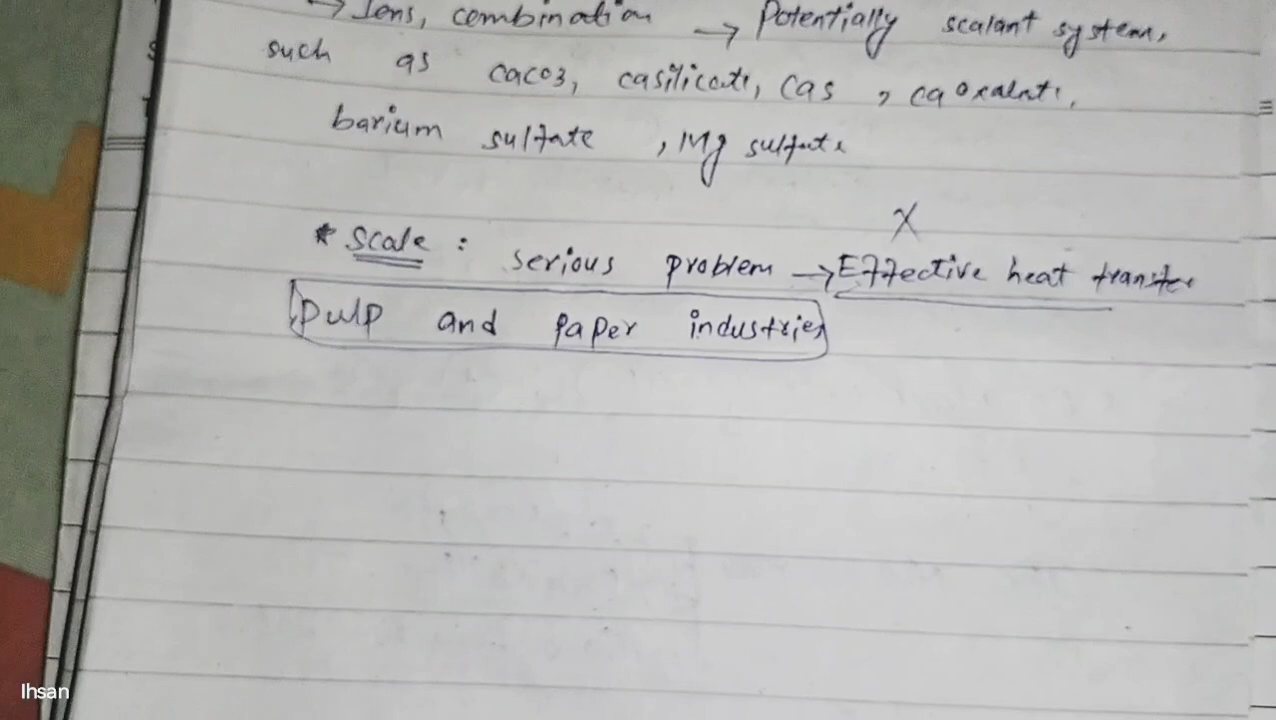 → Ions, combination → Potentially scalant system,
such as caco3, casilicate, cas , ca oxalate,
barium sulfate , Mg sulfate
X
* Scale : serious problem → Effective heat transfer
Pulp and paper industries
Ihsan